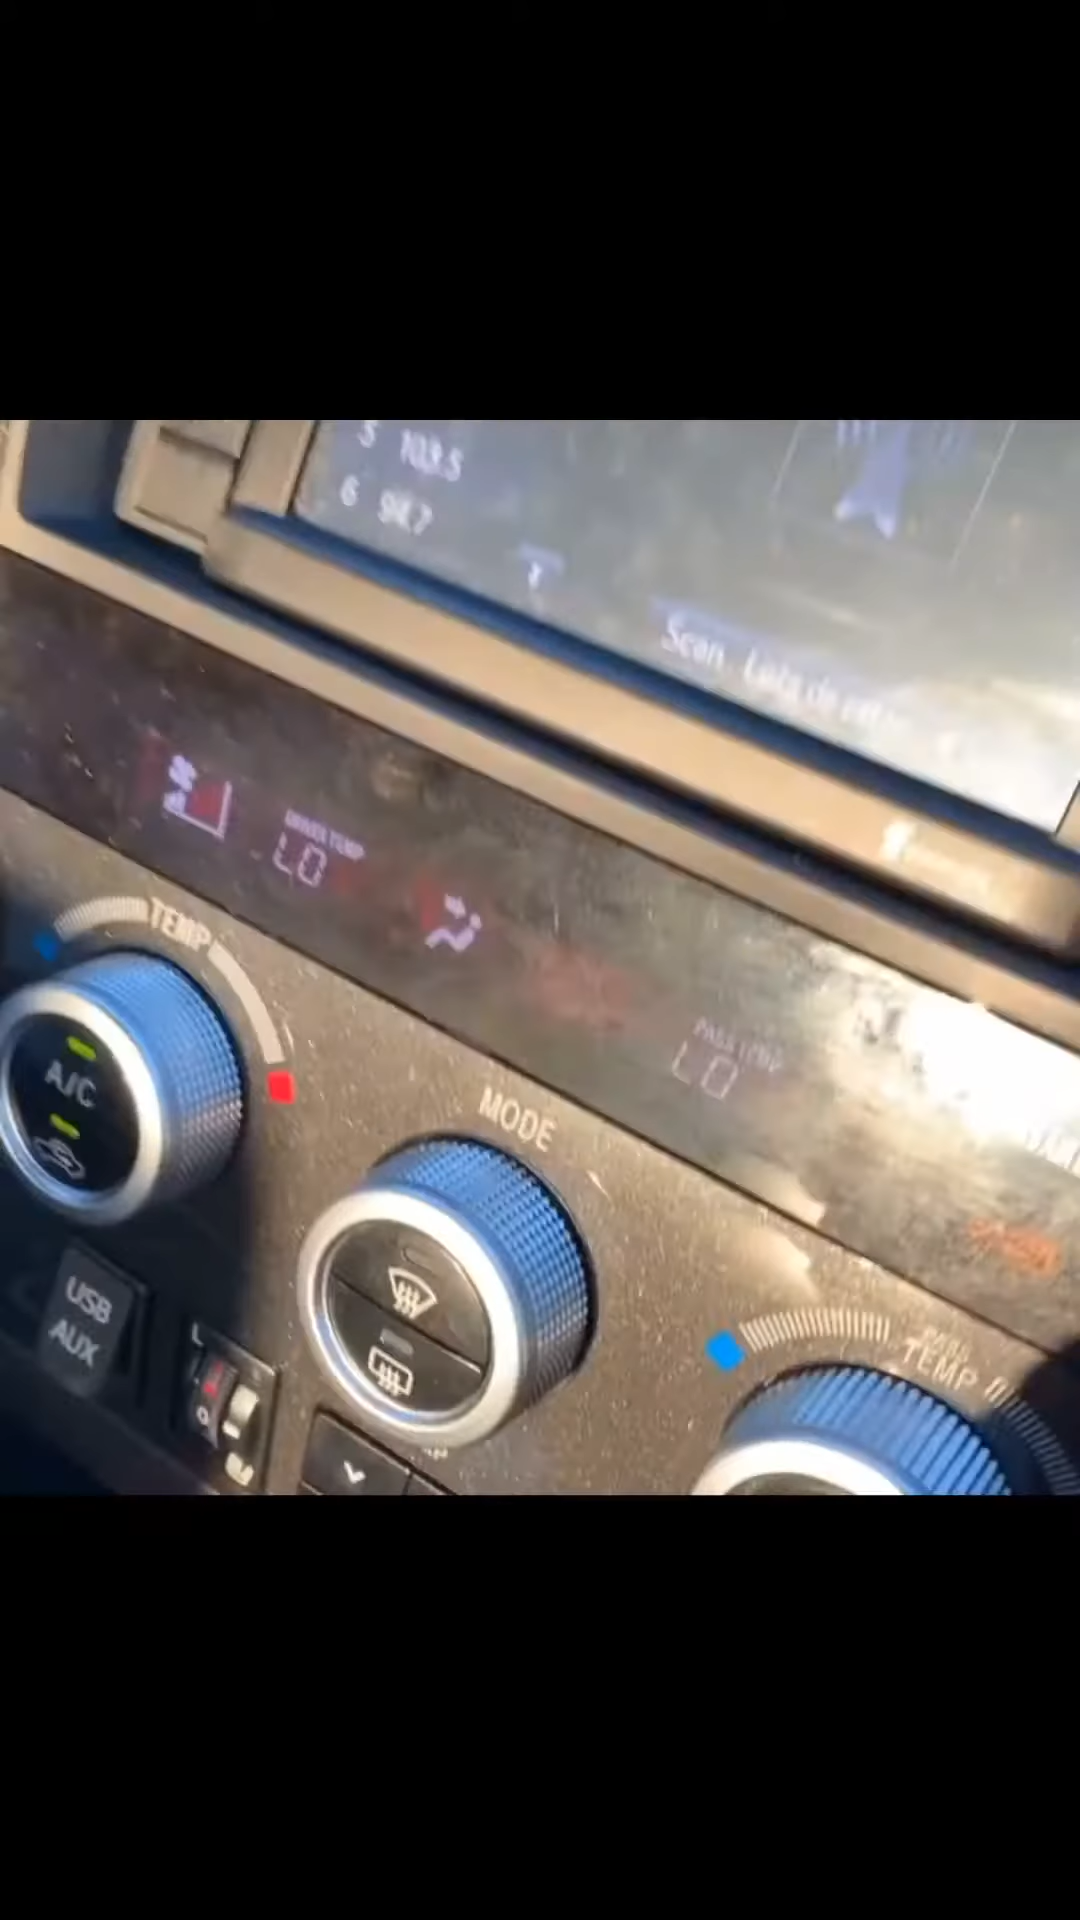 5 103.5
6 94.7
Scan
DRIVER TEMP
LO
TEMP
A/C
PASS TEMP
LO
MODE
USB
AUX
TEMP